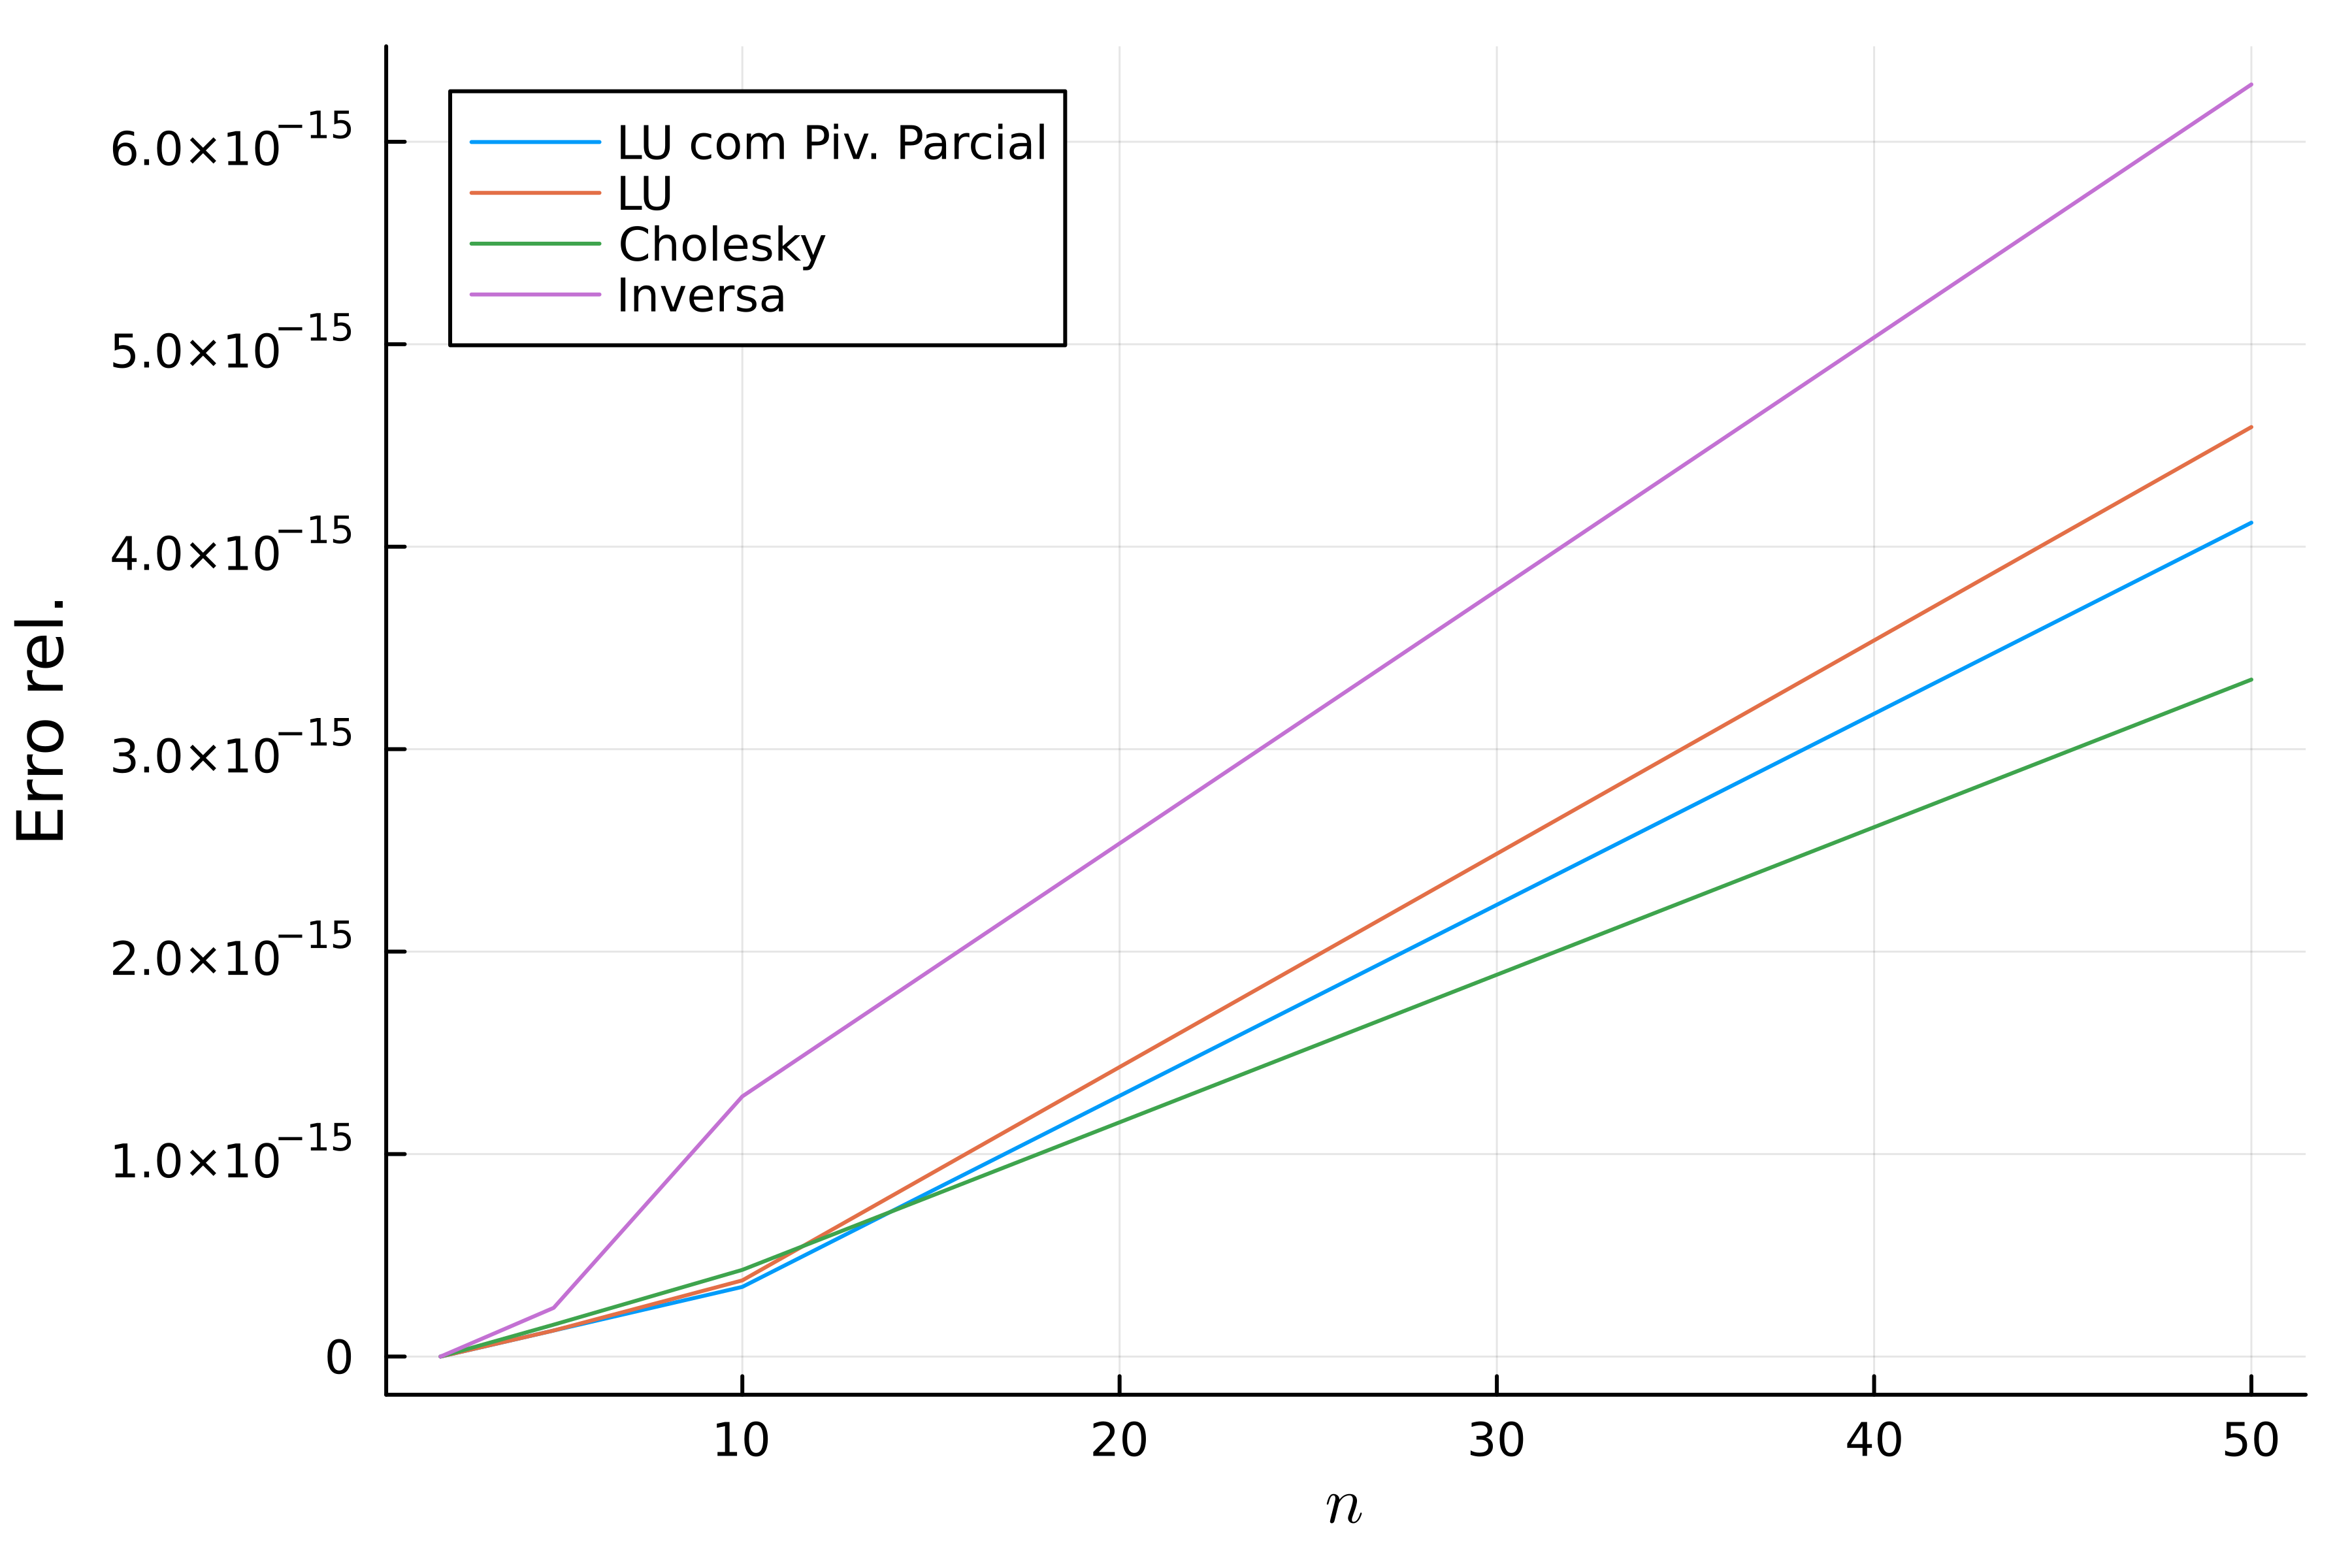 LU com Piv. Parcial
LU
Cholesky
Inversa
6.0×10⁻¹⁵
5.0×10⁻¹⁵
4.0×10⁻¹⁵
3.0×10⁻¹⁵
2.0×10⁻¹⁵
1.0×10⁻¹⁵
0
Erro rel.
10 20 30 40 50
n